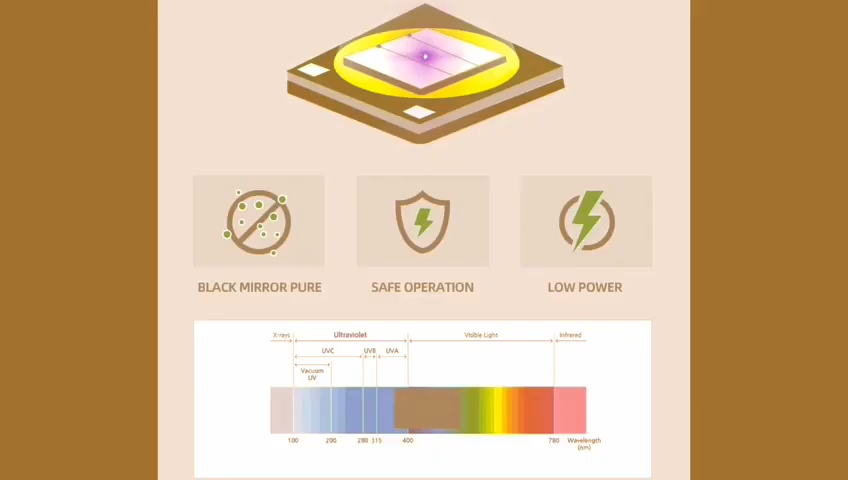 BLACK MIRROR PURE
SAFE OPERATION
LOW POWER
X-rays
Ultraviolet
Visible Light
Infrared
UVC
UVB
UVA
Vacuum
UV
100
200
280
315
400
780
Wavelength
(nm)